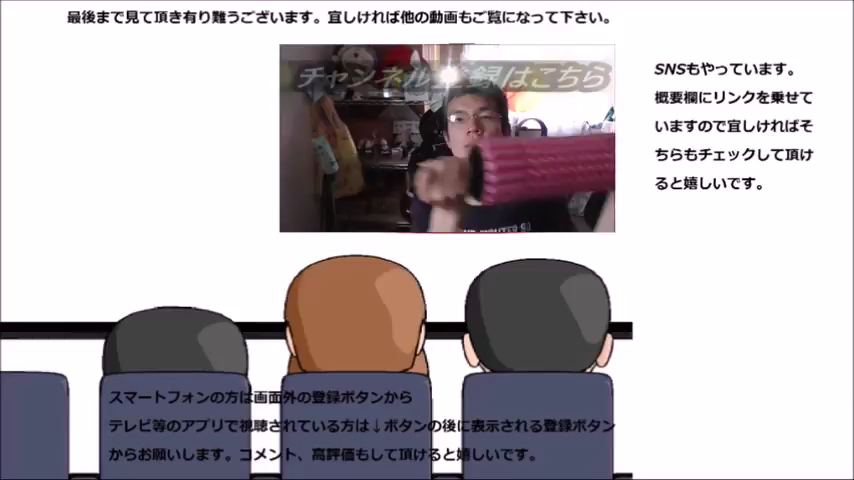 最後まで見て頂き有り難うございます。宜しければ他の動画もご覧になって下さい。
チャンネル登録はこちら
SNSもやっています。
概要欄にリンクを乗せて
いますので宜しければそ
ちらもチェックして頂け
ると嬉しいです。
スマートフォンの方は画面外の登録ボタンから
テレビ等のアプリで視聴されている方は↓ボタンの後に表示される登録ボタン
からお願いします。コメント、高評価もして頂けると嬉しいです。